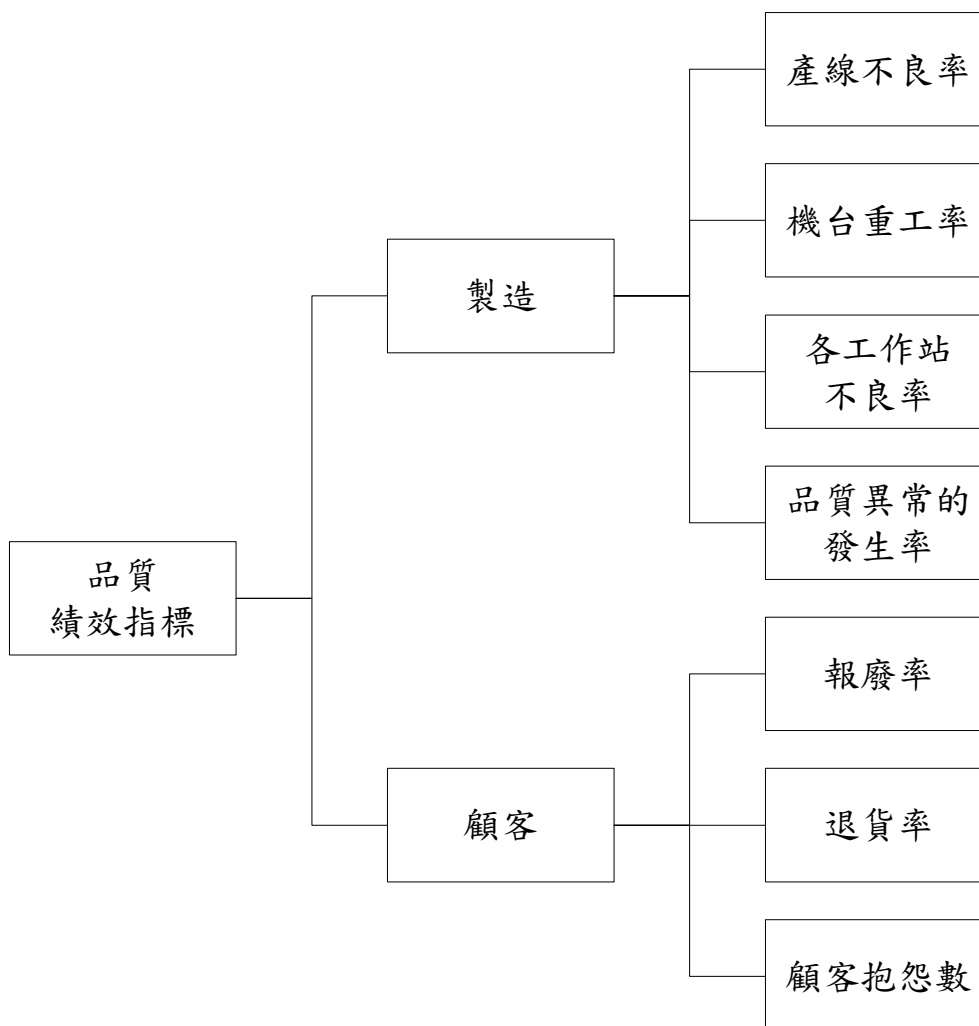 產線不良率
機台重工率
製造
各工作站
不良率
品質異常的
發生率
品質
績效指標
報廢率
顧客
退貨率
顧客抱怨數